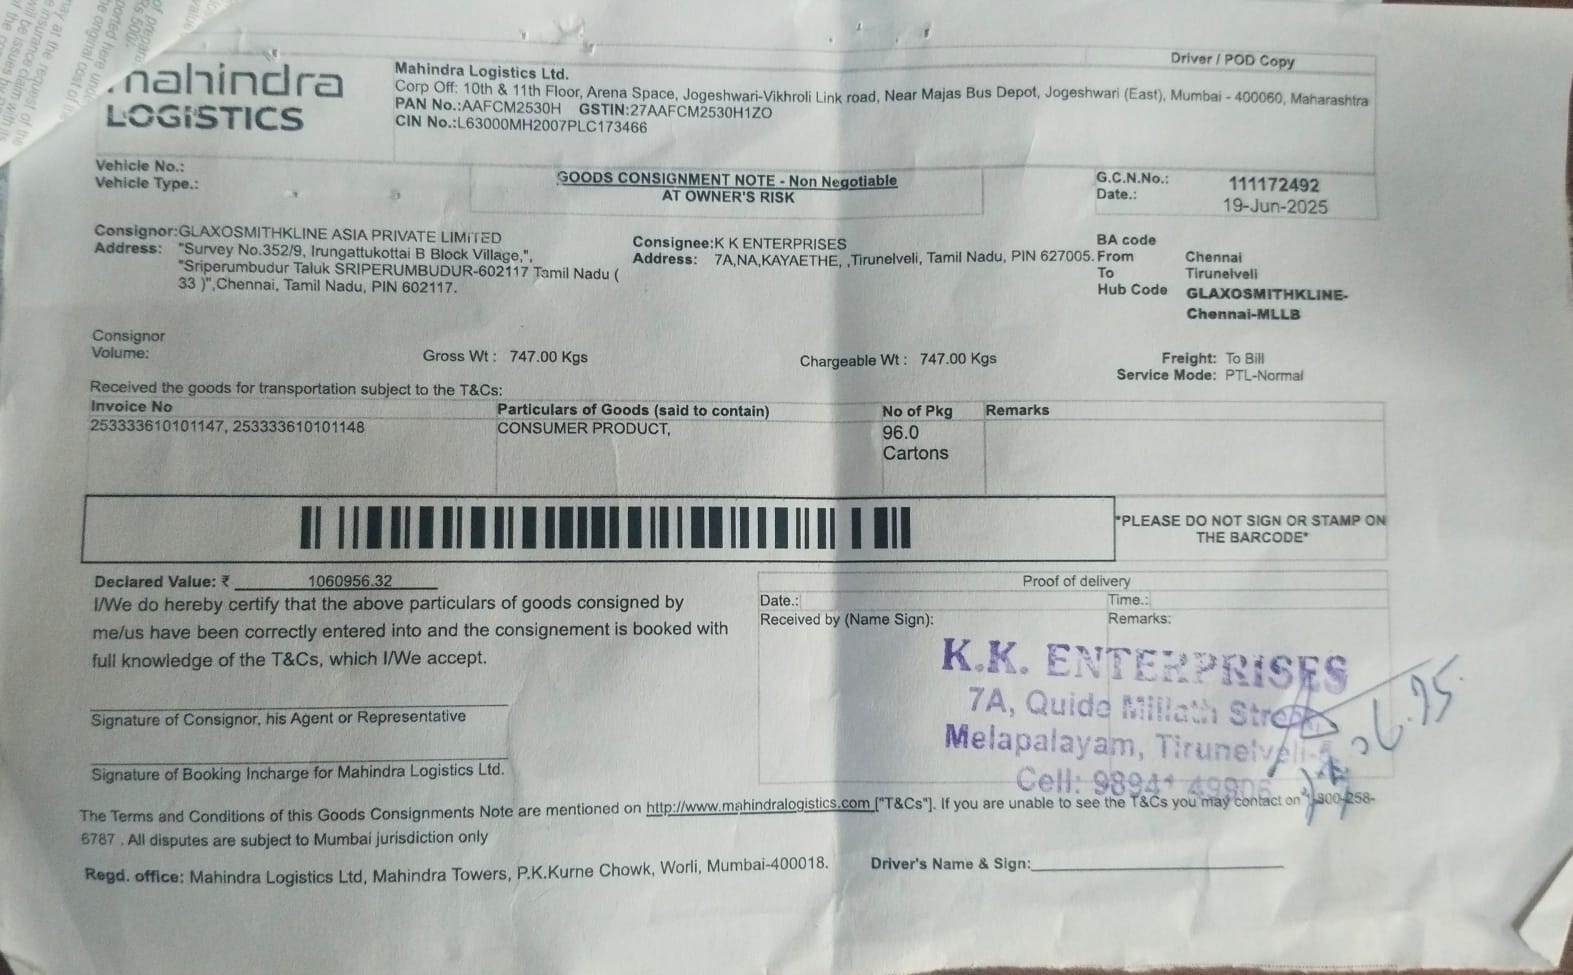 Driver / POD Copy
mahindra
LOGISTICS
Mahindra Logistics Ltd.
Corp Off: 10th & 11th Floor, Arena Space, Jogeshwari-Vikhroli Link road, Near Majas Bus Depot, Jogeshwari (East), Mumbai - 400060, Maharashtra
PAN No.:AAFCM2530H GSTIN:27AAFCM2530H1ZO
CIN No.:L63000MH2007PLC173466
Vehicle No.:
Vehicle Type.:
GOODS CONSIGNMENT NOTE - Non Negotiable
AT OWNER'S RISK
G.C.N.No.: 111172492
Date.: 19-Jun-2025
Consignor:GLAXOSMITHKLINE ASIA PRIVATE LIMITED
Address: "Survey No.352/9, Irungattukottai B Block Village,",
"Sriperumbudur Taluk SRIPERUMBUDUR-602117 Tamil Nadu (
33 )",Chennai, Tamil Nadu, PIN 602117.
Consignee:K K ENTERPRISES
Address: 7A,NA,KAYAETHE, ,Tirunelveli, Tamil Nadu, PIN 627005.
BA code
From Chennai
To Tirunelveli
Hub Code GLAXOSMITHKLINE-
Chennai-MLLB
Consignor
Volume:
Gross Wt : 747.00 Kgs
Chargeable Wt : 747.00 Kgs
Freight: To Bill
Service Mode: PTL-Normal
Received the goods for transportation subject to the T&Cs:
Invoice No Particulars of Goods (said to contain) No of Pkg Remarks
253333610101147, 253333610101148 CONSUMER PRODUCT, 96.0
Cartons
*PLEASE DO NOT SIGN OR STAMP ON
THE BARCODE*
Declared Value: ₹ 1060956.32
I/We do hereby certify that the above particulars of goods consigned by
me/us have been correctly entered into and the consignement is booked with
full knowledge of the T&Cs, which I/We accept.
Signature of Consignor, his Agent or Representative
Signature of Booking Incharge for Mahindra Logistics Ltd.
Proof of delivery
Date.: Time.:
Received by (Name Sign): Remarks:
K.K. ENTERPRISES
7A, Quide Millath Street
Melapalayam, Tirunelveli-5
Cell: 98941 49906
The Terms and Conditions of this Goods Consignments Note are mentioned on http://www.mahindralogistics.com ["T&Cs"]. If you are unable to see the T&Cs you may contact on 1-800-258-
6787 . All disputes are subject to Mumbai jurisdiction only
Regd. office: Mahindra Logistics Ltd, Mahindra Towers, P.K.Kurne Chowk, Worli, Mumbai-400018.
Driver's Name & Sign: